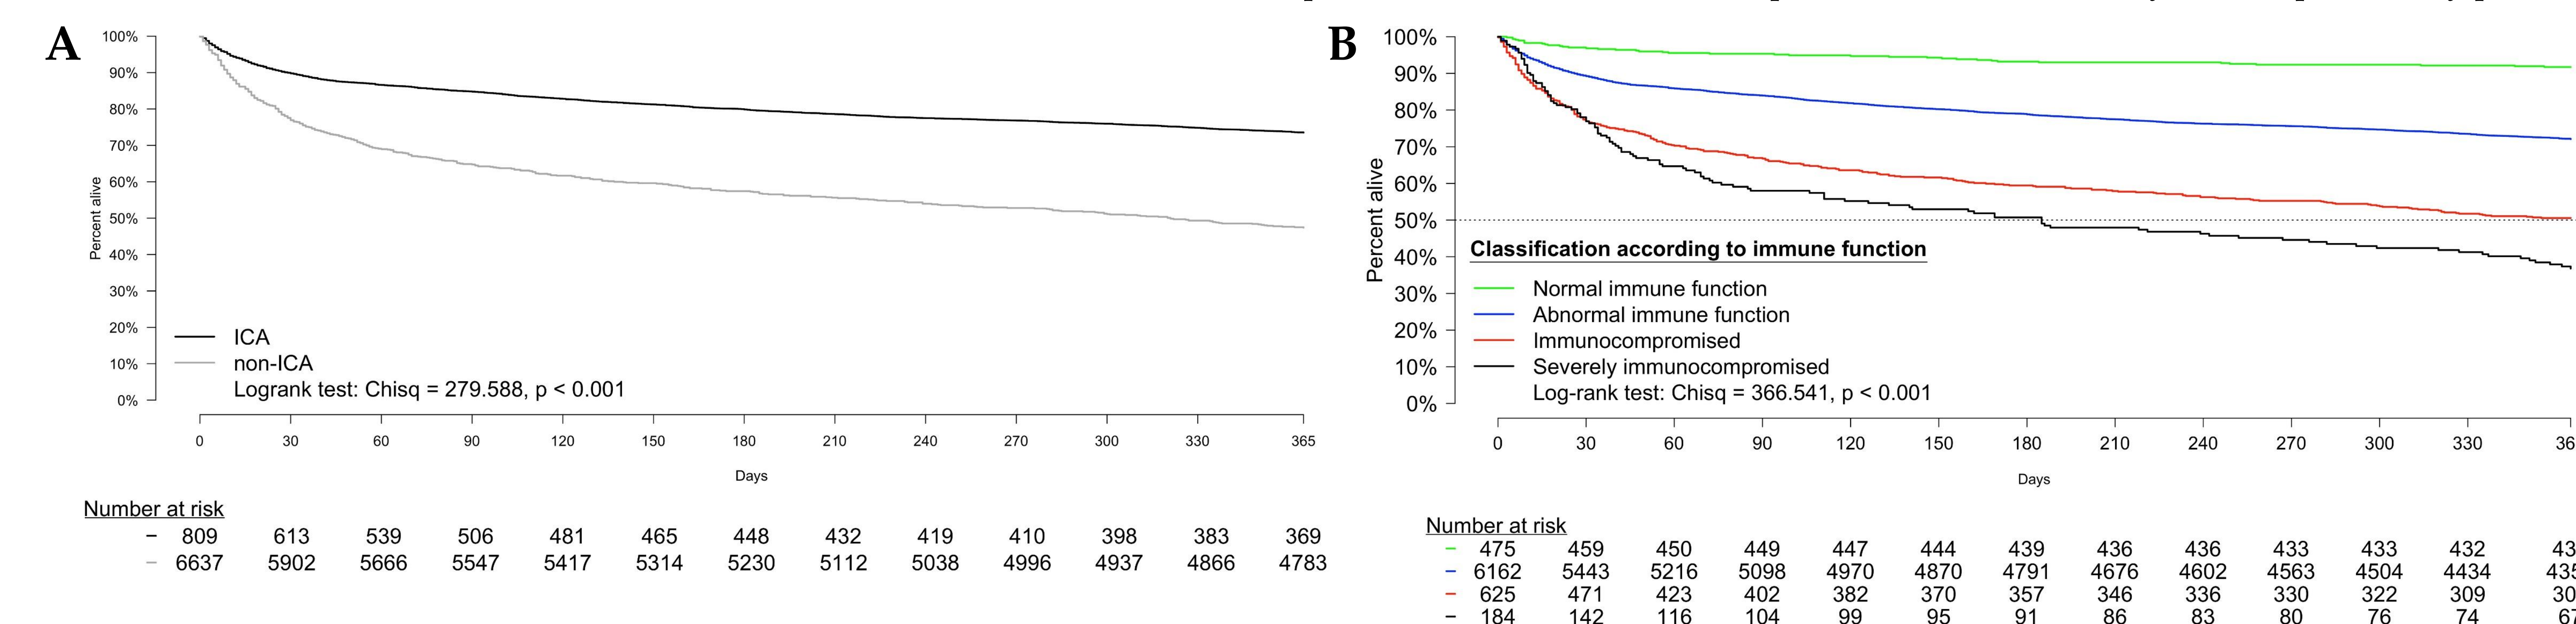 A
100%
90%
80%
70%
60%
50%
40%
30%
20%
10%
0%
Percent alive
ICA
non-ICA
Logrank test: Chisq = 279.588, p < 0.001
0 30 60 90 120 150 180 210 240 270 300 330 365
Days
Number at risk
– 809 613 539 506 481 465 448 432 419 410 398 383 369
– 6637 5902 5666 5547 5417 5314 5230 5112 5038 4996 4937 4866 4783
B
100%
90%
80%
70%
60%
50%
40%
30%
20%
10%
0%
Percent alive
Classification according to immune function
Normal immune function
Abnormal immune function
Immunocompromised
Severely immunocompromised
Log-rank test: Chisq = 366.541, p < 0.001
0 30 60 90 120 150 180 210 240 270 300 330 36
Days
Number at risk
– 475 459 450 449 447 444 439 436 436 433 433 432 43
– 6162 5443 5216 5098 4970 4870 4791 4676 4602 4563 4504 4434 435
– 625 471 423 402 382 370 357 346 336 330 322 309 30
– 184 142 116 104 99 95 91 86 83 80 76 74 67